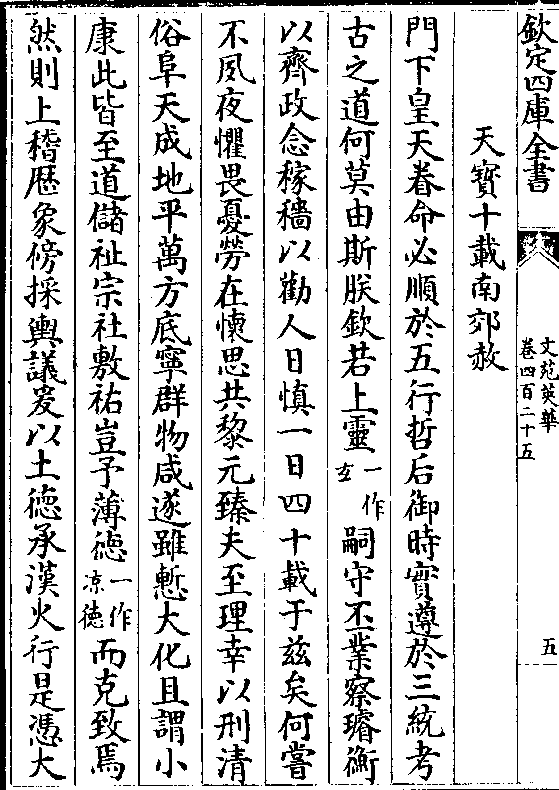 欽定四庫全書
文苑英華
卷四百二十五
五
天寳十載南郊赦
門下皇天眷命必順於五行哲后御時實遵於三統考
古之道何莫由斯朕欽若上靈一作玄嗣守丕業察璿衡
以齊政念稼穡以勸人日慎一日四十載于兹矣何嘗
不夙夜懼畏憂勞在懷思共黎元臻夫至理幸以刑清
俗阜天成地平萬方底寧群物咸遂雖慙大化且謂小
康此皆至道儲祉宗社敷祐豈予薄德一作凉德而克致焉
然則上稽歷象傍採輿議爰以土德承漢火行是憑大